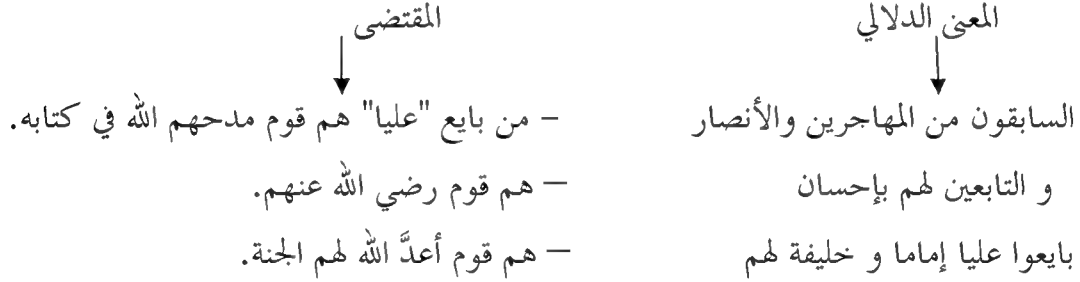 المعنى الدلالي المقتضى
السابقون من المهاجرين والأنصار – من بايع "عليا" هم قوم مدحهم الله في كتابه.
و التابعين لهم بإحسان – هم قوم رضي الله عنهم.
بايعوا عليا إماما و خليفة لهم – هم قوم أعدَّ الله لهم الجنة.